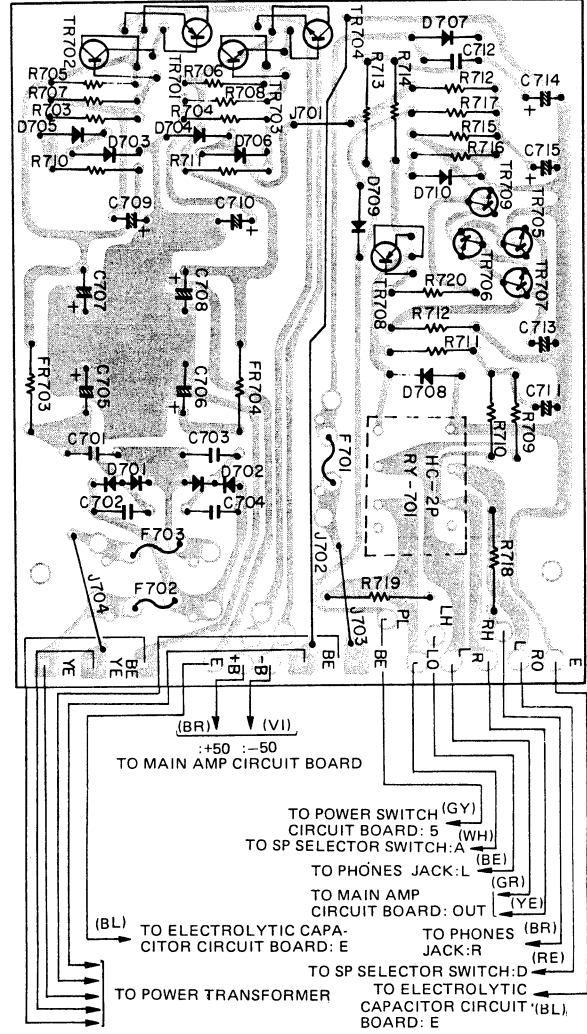 TR702
TR704
D707
C712
R705
TR701
R706
R713
R714
R712
C714
R707
R708
TR703
R717
R703
R704
J701
R715
D705
D703
D704
D706
R716
C715
R710
R711
D710
TR709
TR705
D709
C709
C710
TR706
TR707
TR708
C707
C708
R720
R712
C713
R711
FR703
C705
C706
FR704
D708
C711
R710
R709
C701
C703
F701
HG-2P
RY-701
D701
D702
C702
C704
F703
J702
R718
J704
F702
R719
J703
PL
LH
RH
L
YE
YE
BE
E
+B
-B
BE
BE
LO
L
R
RO
E
(BR) (VI)
:+50 :-50
TO MAIN AMP CIRCUIT BOARD
TO POWER SWITCH (GY)
CIRCUIT BOARD: 5
(WH)
TO SP SELECTOR SWITCH:A
(BE)
TO PHONES JACK:L
(GR)
TO MAIN AMP
CIRCUIT BOARD: OUT
(YE)
(BL)
TO ELECTROLYTIC CAPA-
CITOR CIRCUIT BOARD: E
(BR)
TO PHONES
JACK:R
(RE)
TO SP SELECTOR SWITCH:D
TO POWER TRANSFORMER
TO ELECTROLYTIC
CAPACITOR CIRCUIT (BL)
BOARD: E